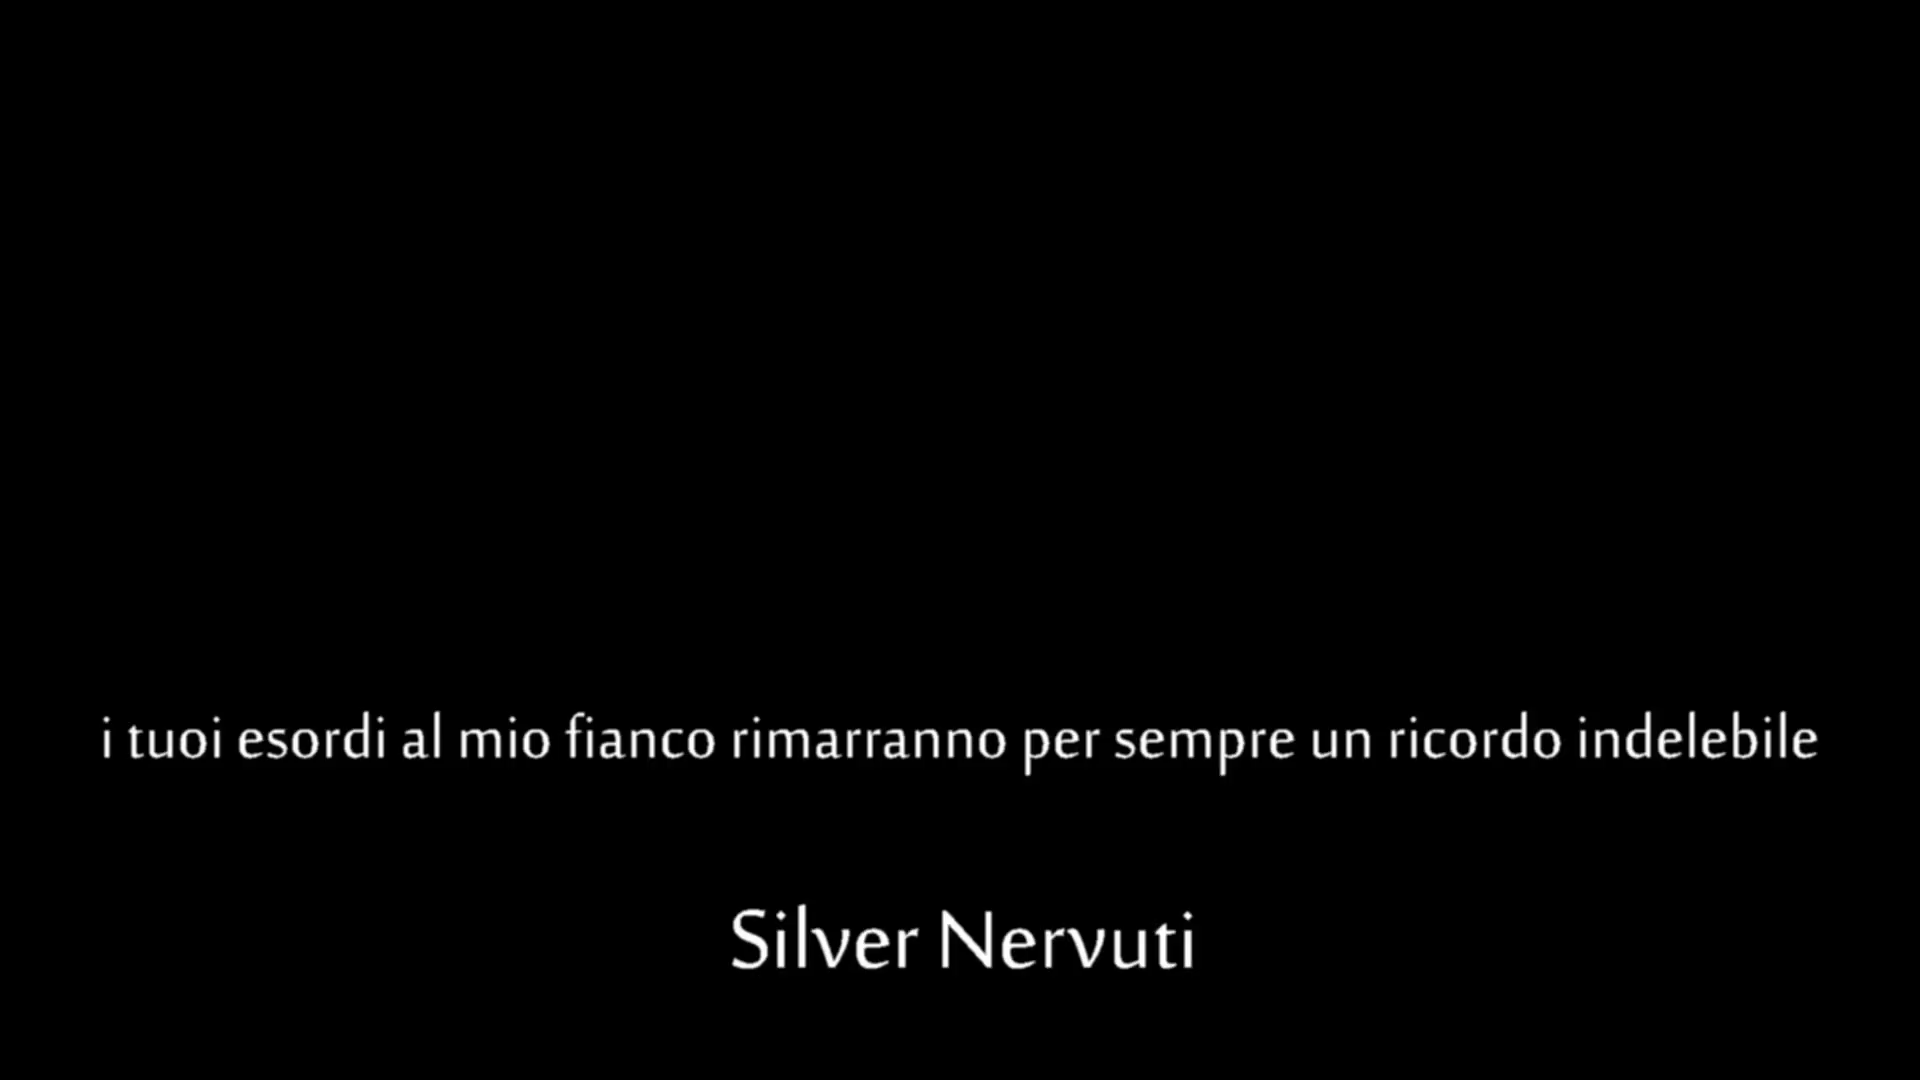 i tuoi esordi al mio fianco rimarranno per sempre un ricordo indelebile
Silver Nervuti